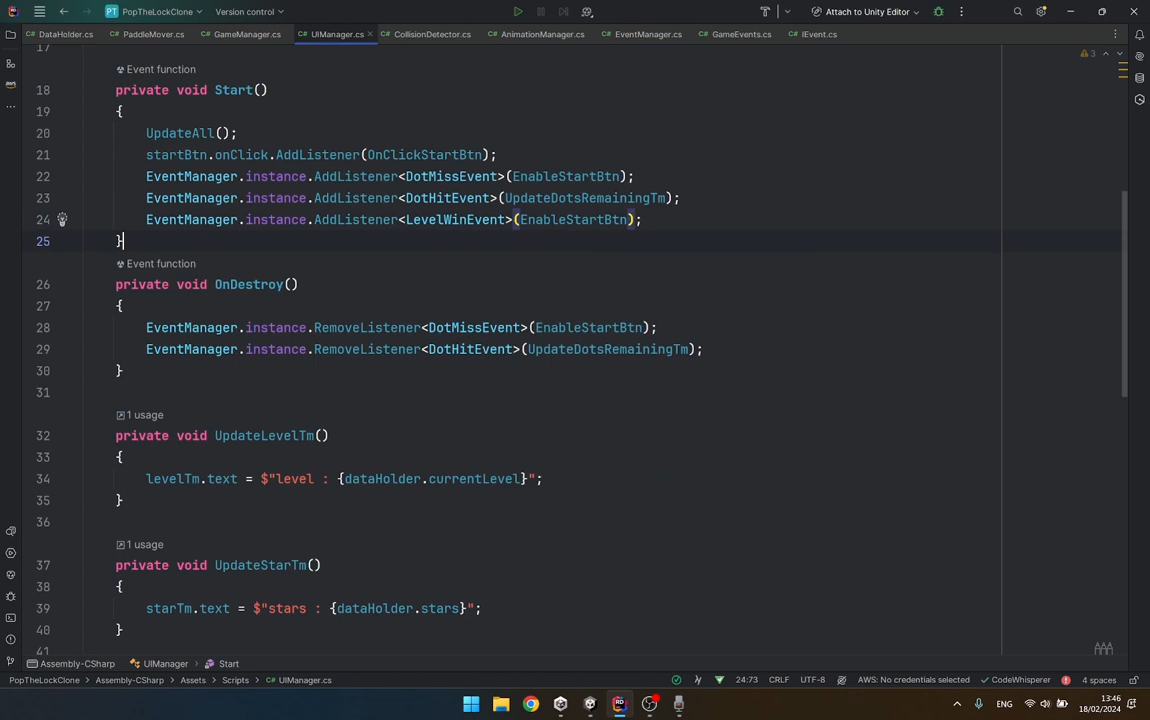 PT PopTheLockClone Version control Attach to Unity Editor
DataHolder.cs PaddleMover.cs GameManager.cs UIManager.cs CollisionDetector.cs AnimationManager.cs EventManager.cs GameEvents.cs IEvent.cs
17
3
Event function
18 private void Start()
19 {
20 UpdateAll();
21 startBtn.onClick.AddListener(OnClickStartBtn);
22 EventManager.instance.AddListener<DotMissEvent>(EnableStartBtn);
23 EventManager.instance.AddListener<DotHitEvent>(UpdateDotsRemainingTm);
24 EventManager.instance.AddListener<LevelWinEvent>(EnableStartBtn);
25 }
Event function
26 private void OnDestroy()
27 {
28 EventManager.instance.RemoveListener<DotMissEvent>(EnableStartBtn);
29 EventManager.instance.RemoveListener<DotHitEvent>(UpdateDotsRemainingTm);
30 }
31
1 usage
32 private void UpdateLevelTm()
33 {
34 levelTm.text = $"level : {dataHolder.currentLevel}";
35 }
36
1 usage
37 private void UpdateStarTm()
38 {
39 starTm.text = $"stars : {dataHolder.stars}";
40 }
41
Assembly-CSharp UIManager Start
PopTheLockClone > Assembly-CSharp > Assets > Scripts > UIManager.cs 24:73 CRLF UTF-8 AWS: No credentials selected CodeWhisperer 4 spaces
ENG 13:46
18/02/2024